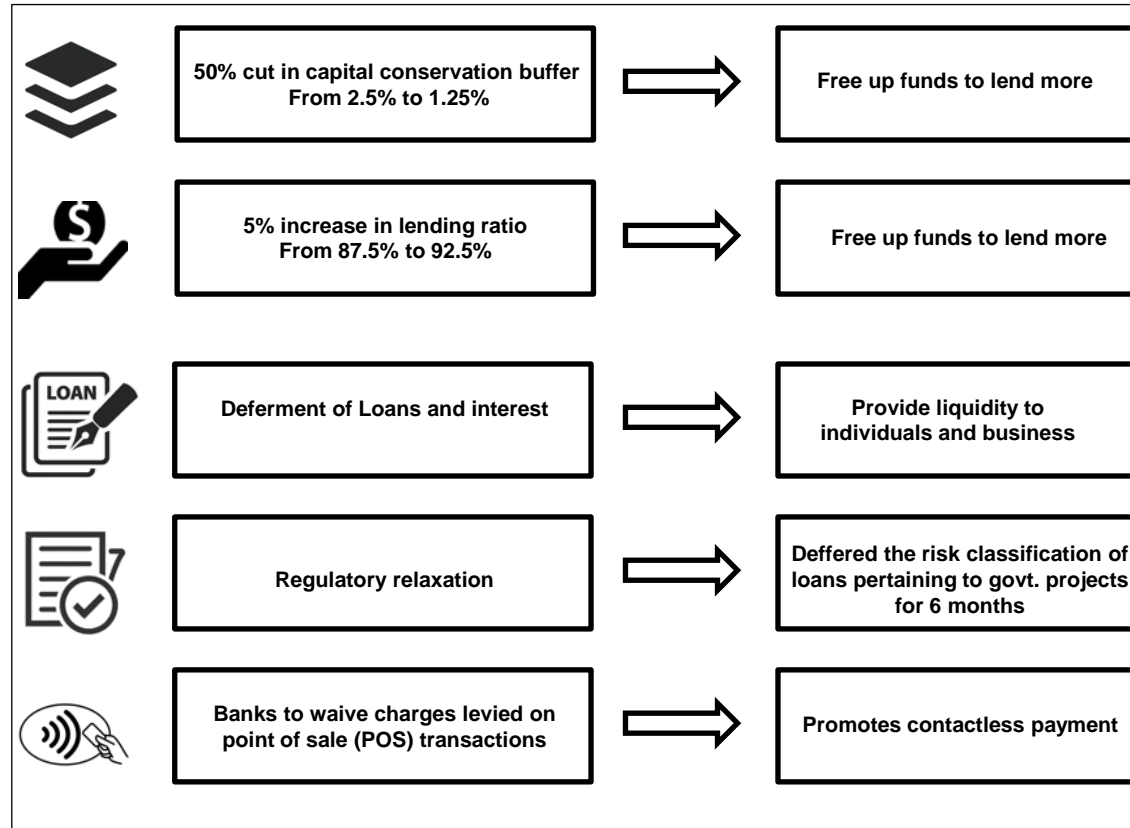 50% cut in capital conservation buffer
From 2.5% to 1.25%
Free up funds to lend more
$
5% increase in lending ratio
From 87.5% to 92.5%
Free up funds to lend more
LOAN
Deferment of Loans and interest
Provide liquidity to
individuals and business
Regulatory relaxation
Deffered the risk classification of
loans pertaining to govt. projects
for 6 months
Banks to waive charges levied on
point of sale (POS) transactions
Promotes contactless payment